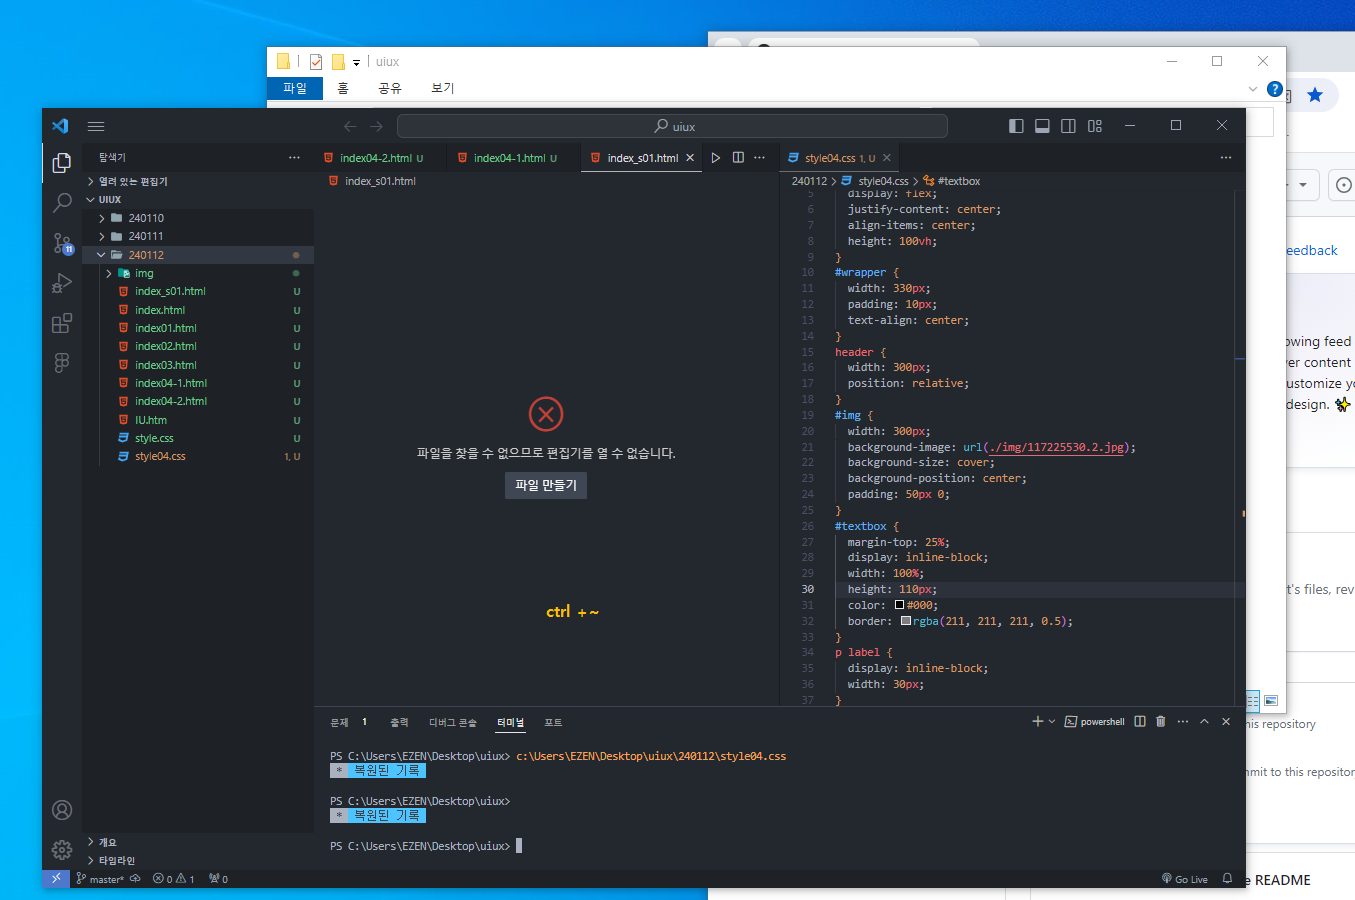 uiux
파일
홈
공유
보기
uiux
탐색기
열려 있는 편집기
UIUX
240110
240111
240112
img
index_s01.html U
index.html U
index01.html U
index02.html U
index03.html U
index04-1.html U
index04-2.html U
IU.htm U
style.css U
style04.css 1, U
개요
타임라인
index04-2.html U
index04-1.html U
index_s01.html
index_s01.html
파일을 찾을 수 없으므로 편집기를 열 수 없습니다.
파일 만들기
ctrl + ~
style04.css 1, U
240112 > style04.css > #textbox
5 display: flex;
6 justify-content: center;
7 align-items: center;
8 height: 100vh;
9 }
10 #wrapper {
11 width: 330px;
12 padding: 10px;
13 text-align: center;
14 }
15 header {
16 width: 300px;
17 position: relative;
18 }
19 #img {
20 width: 300px;
21 background-image: url(./img/117225530.2.jpg);
22 background-size: cover;
23 background-position: center;
24 padding: 50px 0;
25 }
26 #textbox {
27 margin-top: 25%;
28 display: inline-block;
29 width: 100%;
30 height: 110px;
31 color: #000;
32 border: rgba(211, 211, 211, 0.5);
33 }
34 p label {
35 display: inline-block;
36 width: 30px;
37 }
문제 1 출력 디버그 콘솔 터미널 포트
powershell
PS C:\Users\EZEN\Desktop\uiux> c:\Users\EZEN\Desktop\uiux\240112\style04.css
* 복원된 기록
PS C:\Users\EZEN\Desktop\uiux>
* 복원된 기록
PS C:\Users\EZEN\Desktop\uiux>
11
master* 0 1 0
Go Live
eedback
owing feed
er content
ustomize yo
design.
t's files, rev
his repository
mmit to this repositor
e README